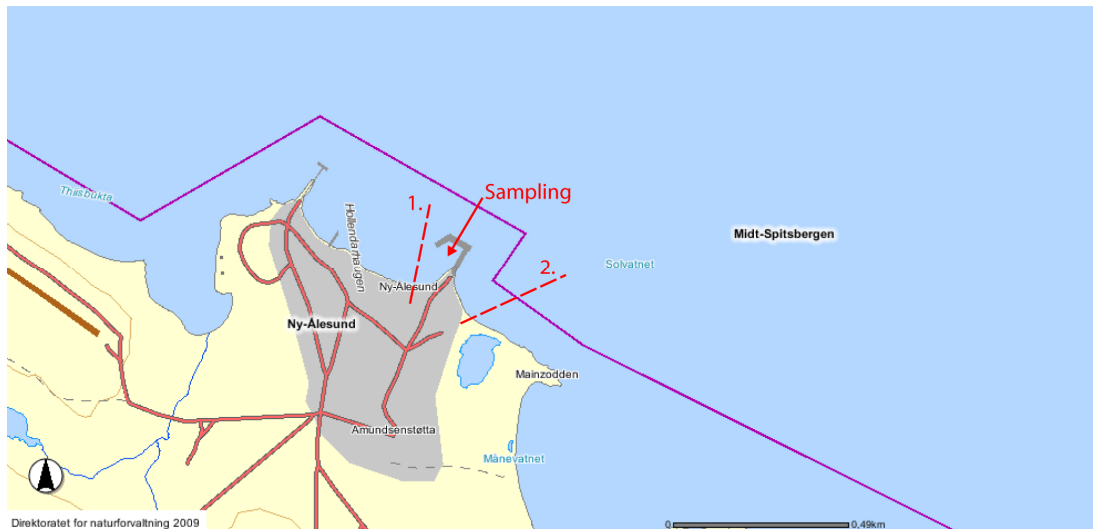 Thiisbukta
Hollendarhaugen
1.
Sampling
2.
Midt-Spitsbergen
Solvatnet
Ny-Ålesund
Ny-Ålesund
Mainzodden
Amundsenstøtta
Månevatnet
Direktoratet for naturforvaltning 2009
0 0,49km